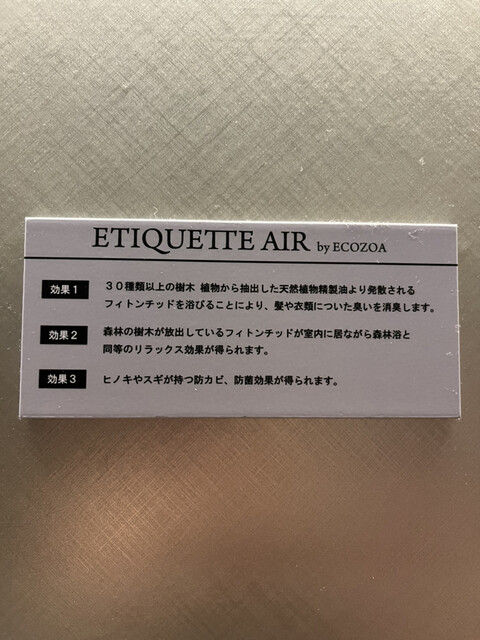 ETIQUETTE AIR by ECOZOA
効果1 30種類以上の樹木 植物から抽出した天然植物精製油より発散される
フィトンチッドを浴びることにより、髪や衣類についた臭いを消臭します。
効果2 森林の樹木が放出しているフィトンチッドが室内に居ながら森林浴と
同等のリラックス効果が得られます。
効果3 ヒノキやスギが持つ防カビ、防菌効果が得られます。